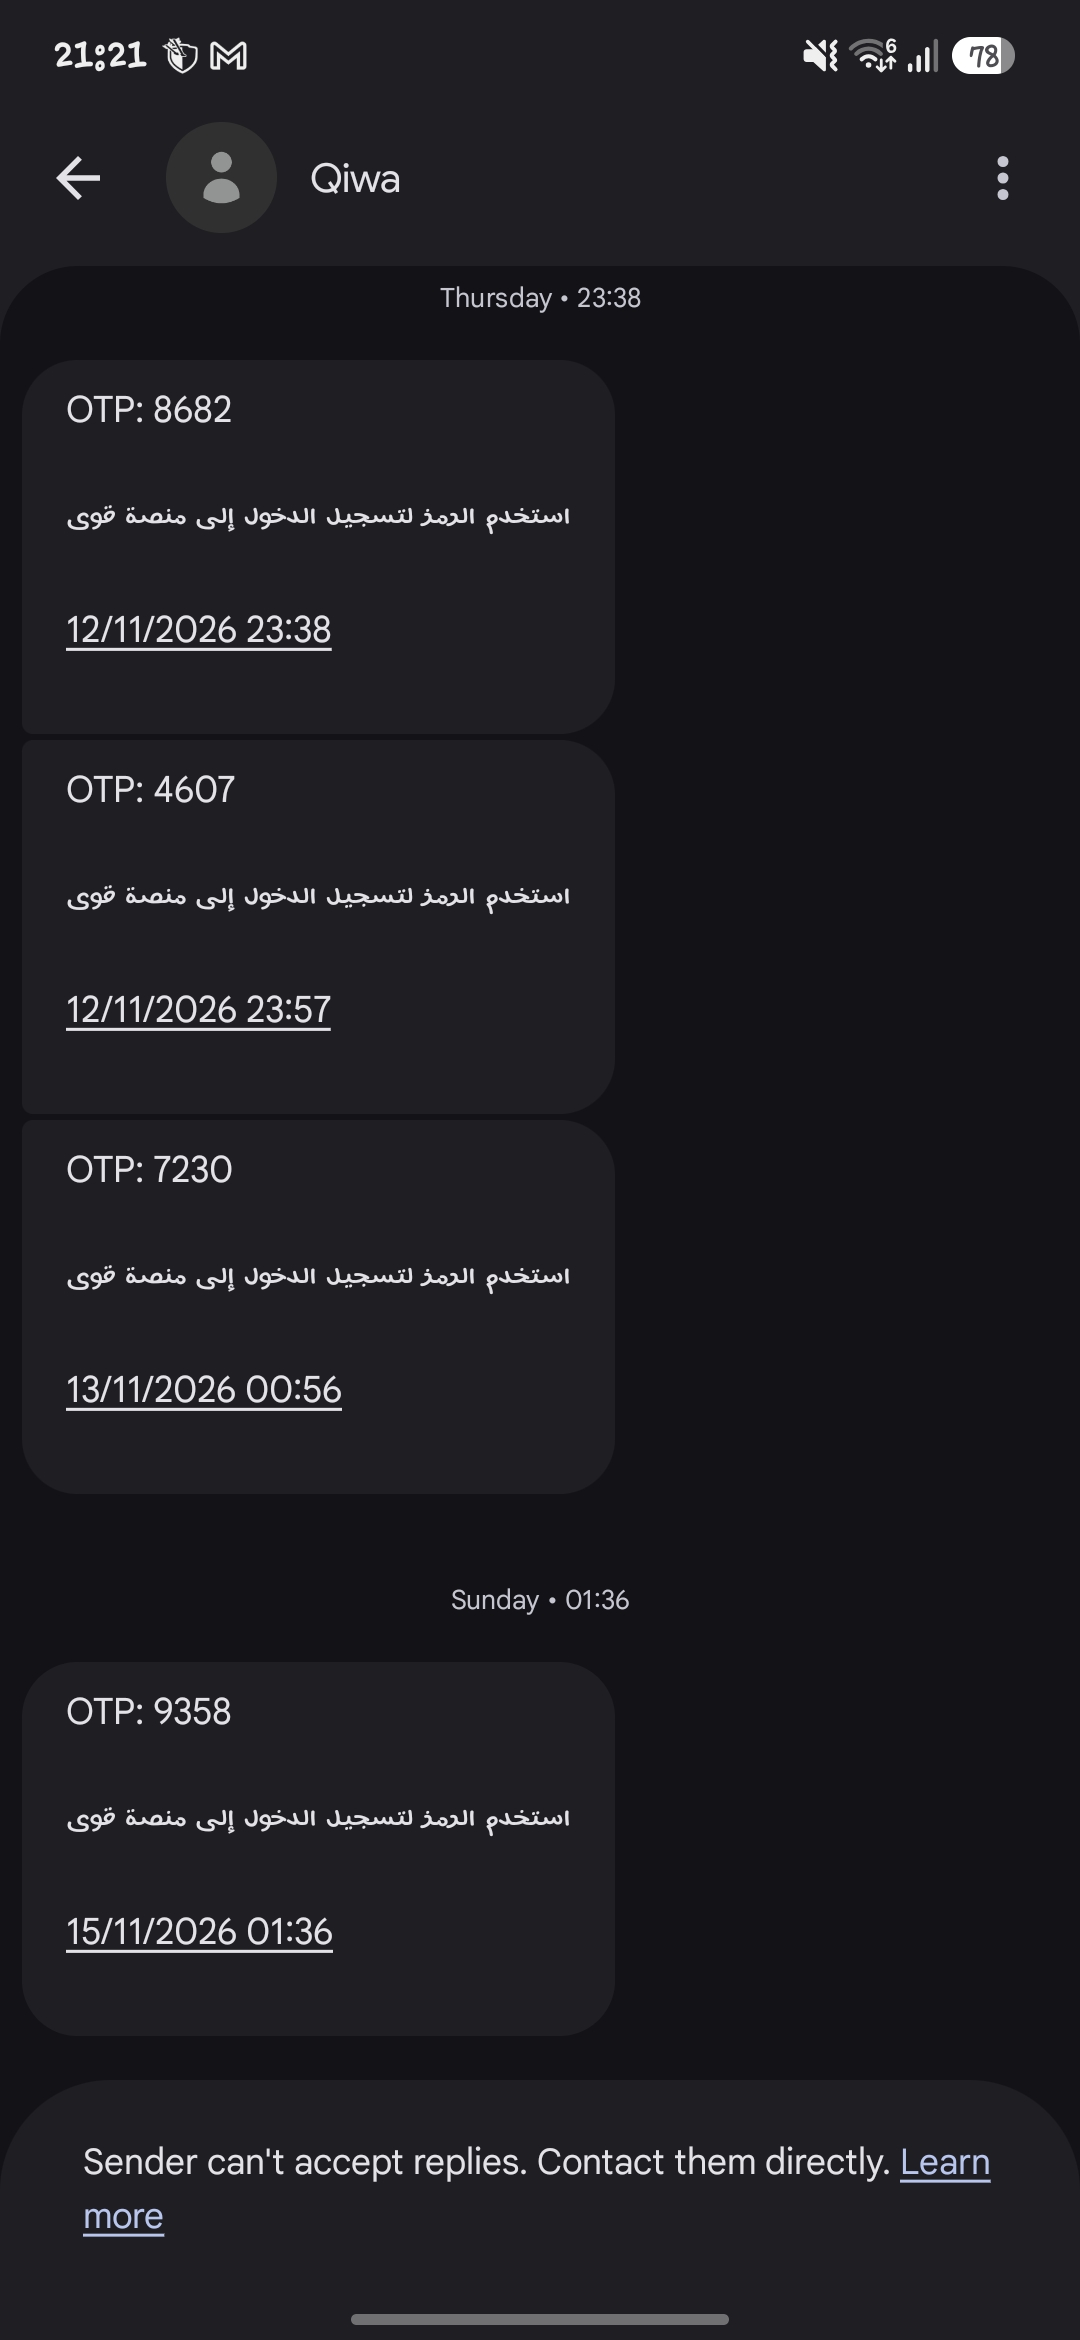 21:21
6
78
Qiwa
Thursday • 23:38
OTP: 8682
استخدم الرمز لتسجيل الدخول إلى منصة قوى
12/11/2026 23:38
OTP: 4607
استخدم الرمز لتسجيل الدخول إلى منصة قوى
12/11/2026 23:57
OTP: 7230
استخدم الرمز لتسجيل الدخول إلى منصة قوى
13/11/2026 00:56
Sunday • 01:36
OTP: 9358
استخدم الرمز لتسجيل الدخول إلى منصة قوى
15/11/2026 01:36
Sender can't accept replies. Contact them directly. Learn
more